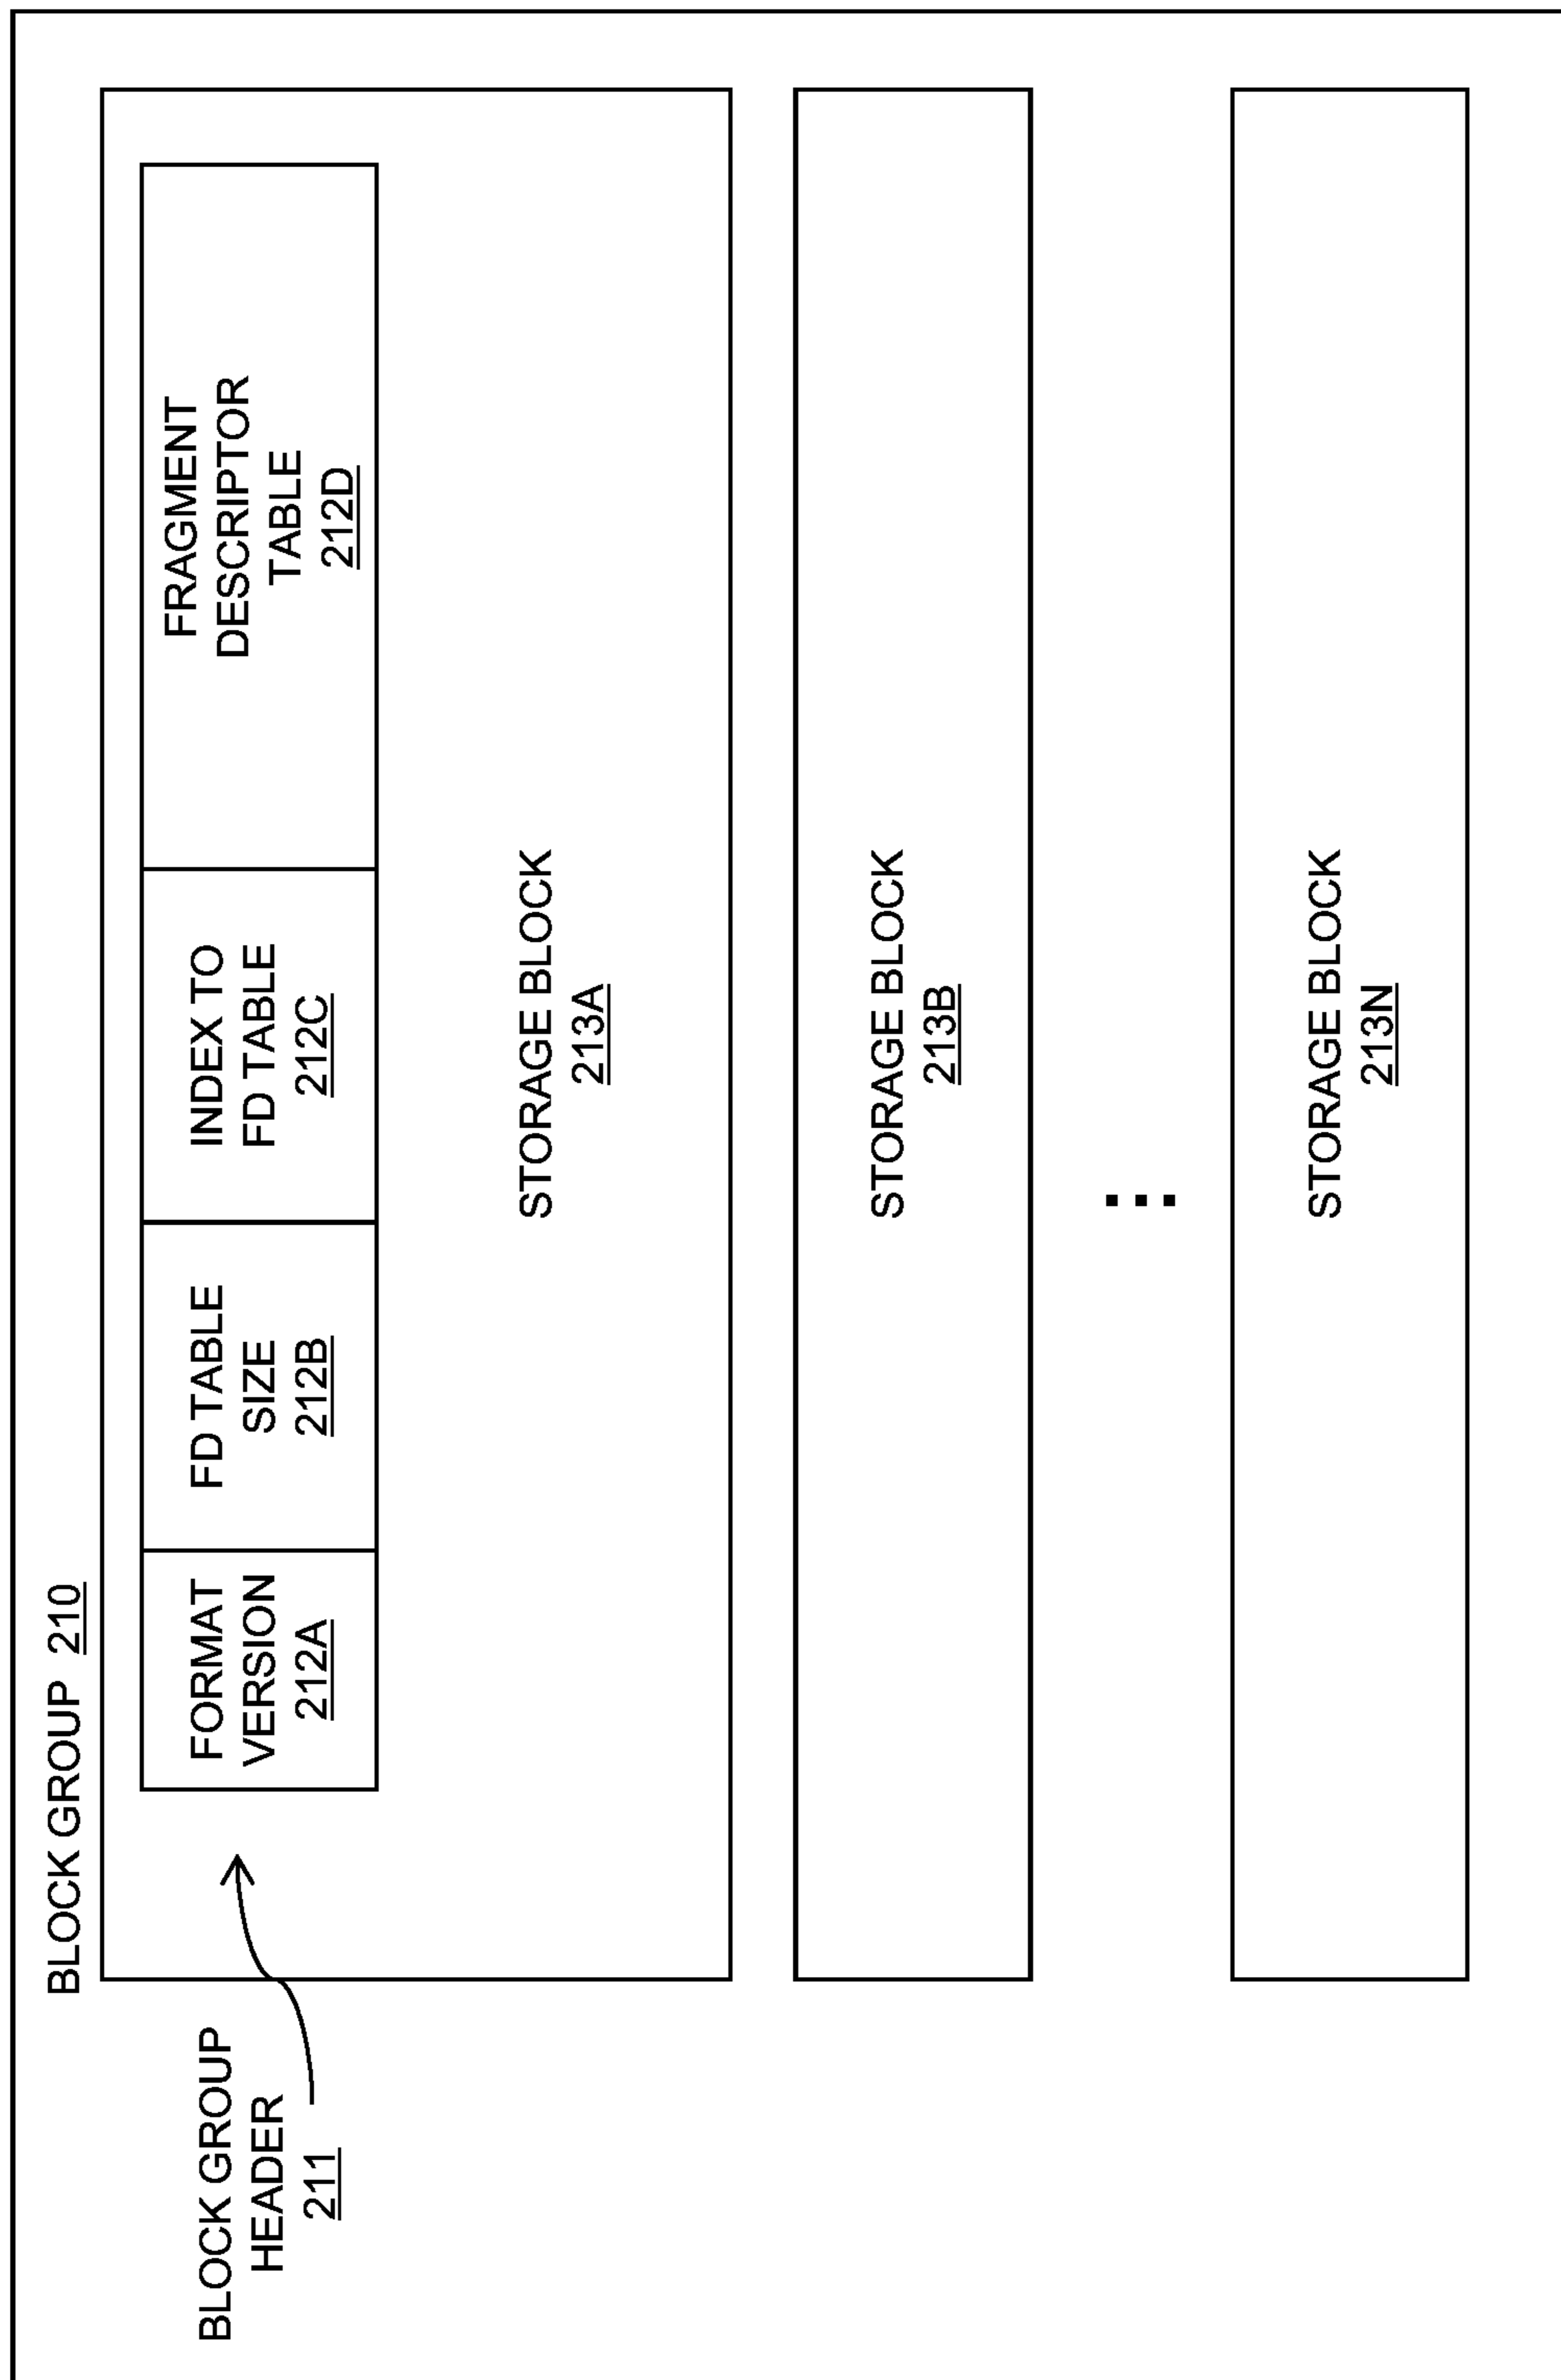 BLOCK GROUP 210
BLOCK GROUP
HEADER
211
FORMAT
VERSION
212A
FD TABLE
SIZE
212B
INDEX TO
FD TABLE
212C
FRAGMENT
DESCRIPTOR
TABLE
212D
STORAGE BLOCK
213A
STORAGE BLOCK
213B
STORAGE BLOCK
213N